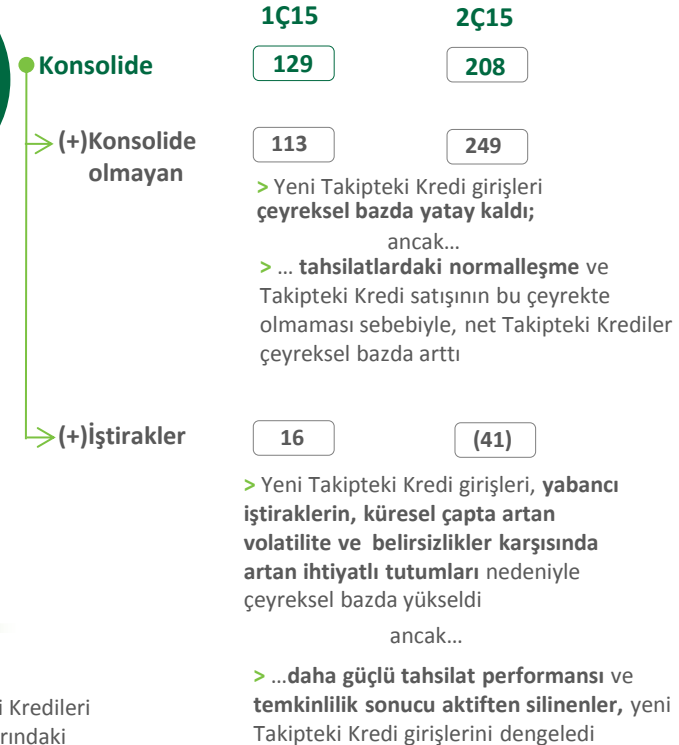 1Ç15 2Ç15
Konsolide 129 208
(+)Konsolide 113 249
olmayan
> Yeni Takipteki Kredi girişleri
çeyreksel bazda yatay kaldı;
ancak…
> … tahsilatlardaki normalleşme ve
Takipteki Kredi satışının bu çeyrekte
olmaması sebebiyle, net Takipteki Krediler
çeyreksel bazda arttı
(+)İştirakler 16 (41)
> Yeni Takipteki Kredi girişleri, yabancı
iştiraklerin, küresel çapta artan
volatilite ve belirsizlikler karşısında
artan ihtiyatlı tutumları nedeniyle
çeyreksel bazda yükseldi
ancak…
> …daha güçlü tahsilat performansı ve
temkinlilik sonucu aktiften silinenler, yeni
Takipteki Kredi girişlerini dengeledi
i Kredileri
rındaki